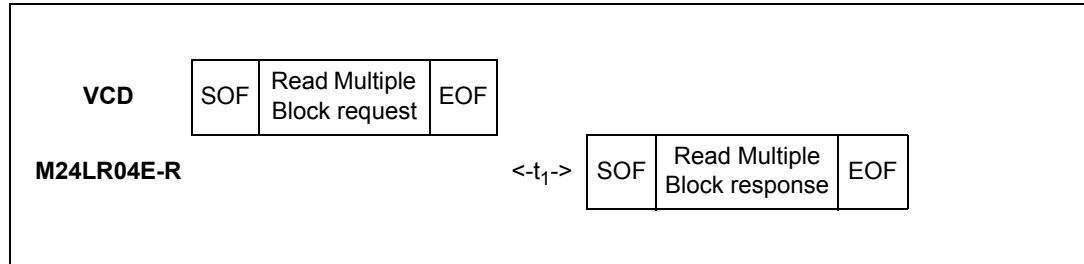 VCD SOF Read Multiple Block request EOF
M24LR04E-R <-t1-> SOF Read Multiple Block response EOF